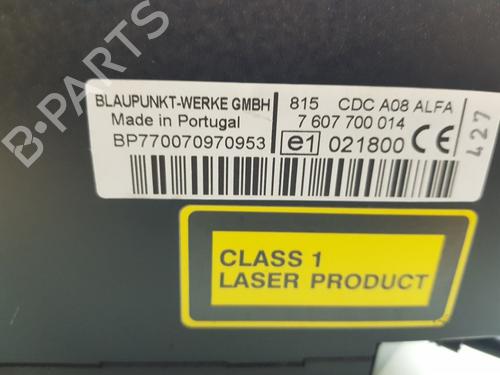 B-PARTS
BLAUPUNKT-WERKE GMBH 815 CDC A08 ALFA
Made in Portugal 7 607 700 014
BP770070970953 e1 021800 CE
427
CLASS 1
LASER PRODUCT